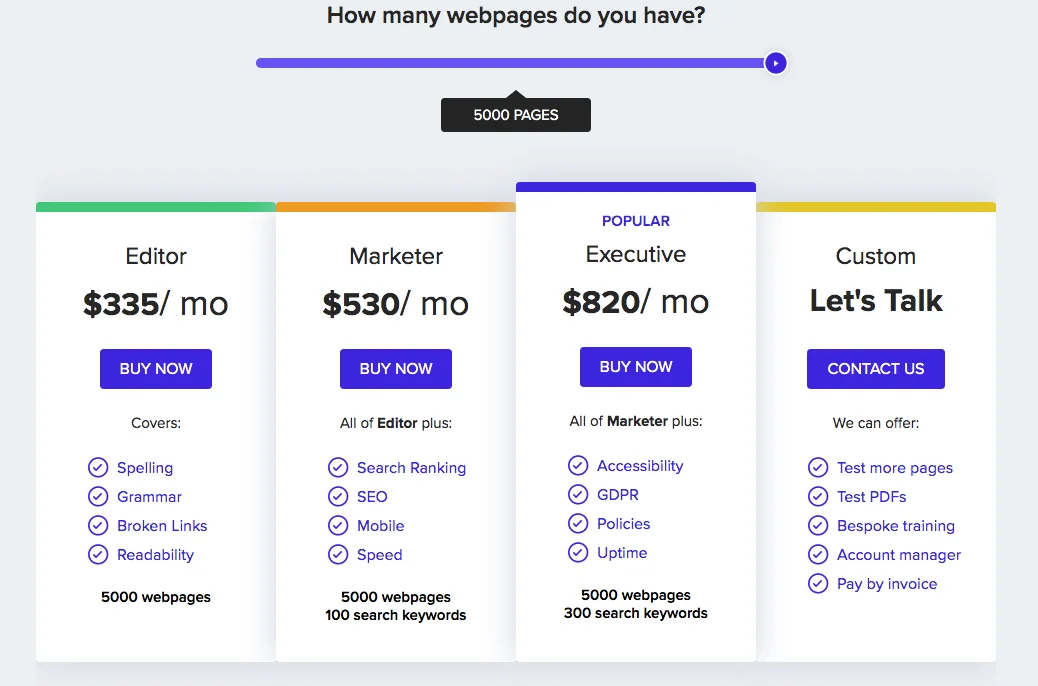 How many webpages do you have?
5000 PAGES
Editor
$335/ mo
BUY NOW
Covers:
Spelling
Grammar
Broken Links
Readability
5000 webpages
Marketer
$530/ mo
BUY NOW
All of Editor plus:
Search Ranking
SEO
Mobile
Speed
5000 webpages
100 search keywords
POPULAR
Executive
$820/ mo
BUY NOW
All of Marketer plus:
Accessibility
GDPR
Policies
Uptime
5000 webpages
300 search keywords
Custom
Let's Talk
CONTACT US
We can offer:
Test more pages
Test PDFs
Bespoke training
Account manager
Pay by invoice